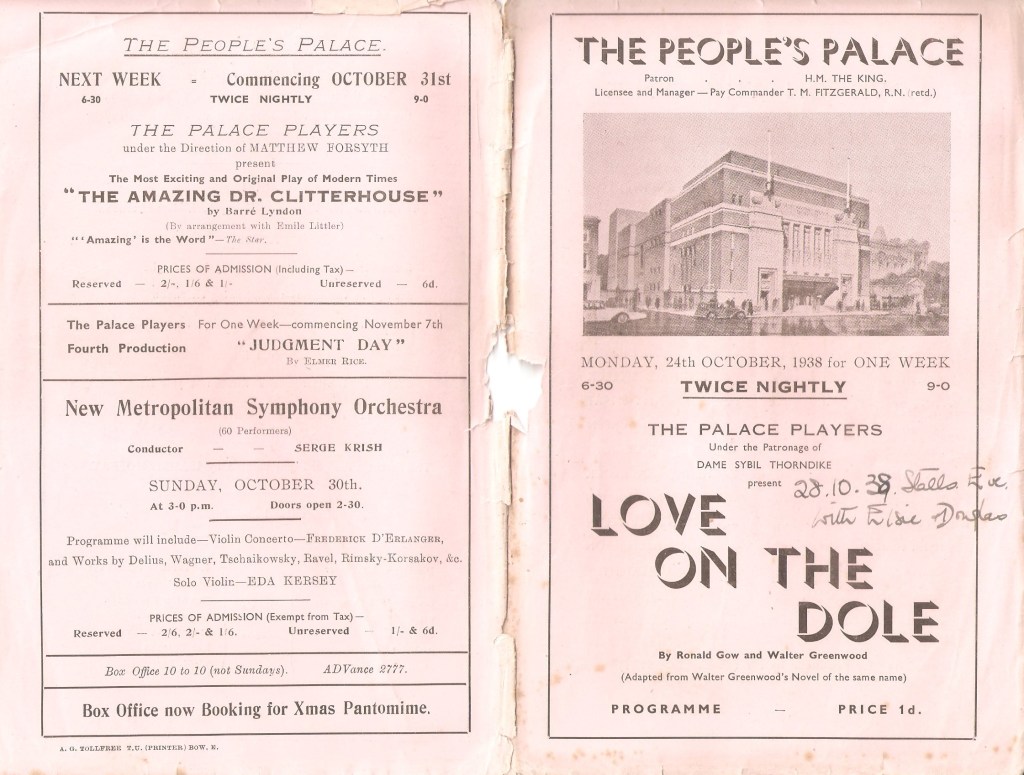 THE PEOPLE'S PALACE.
NEXT WEEK - Commencing OCTOBER 31st
6-30 TWICE NIGHTLY 9-0
THE PALACE PLAYERS
under the Direction of MATTHEW FORSYTH
present
The Most Exciting and Original Play of Modern Times
"THE AMAZING DR. CLITTERHOUSE"
by Barré Lyndon
(By arrangement with Emile Littler)
"'Amazing' is the Word"—The Star.
PRICES OF ADMISSION (Including Tax)—
Reserved — 2/-, 1/6 & 1/- Unreserved — 6d.
The Palace Players For One Week—commencing November 7th
Fourth Production "JUDGMENT DAY"
By ELMER RICE.
New Metropolitan Symphony Orchestra
(60 Performers)
Conductor — — SERGE KRISH
SUNDAY, OCTOBER 30th.
At 3-0 p.m. Doors open 2-30.
Programme will include—Violin Concerto—FREDERICK D'ERLANGER,
and Works by Delius, Wagner, Tschaikowsky, Ravel, Rimsky-Korsakov, &c.
Solo Violin—EDA KERSEY
PRICES OF ADMISSION (Exempt from Tax)—
Reserved — 2/6, 2/- & 1/6. Unreserved — 1/- & 6d.
Box Office 10 to 10 (not Sundays). ADVance 2777.
Box Office now Booking for Xmas Pantomime.
A. G. TOLLFREE T.U. (PRINTER) BOW, E.
THE PEOPLE'S PALACE
Patron . . . H.M. THE KING.
Licensee and Manager — Pay Commander T. M. FITZGERALD, R.N. (retd.)
MONDAY, 24th OCTOBER, 1938 for ONE WEEK
6-30 TWICE NIGHTLY 9-0
THE PALACE PLAYERS
Under the Patronage of
DAME SYBIL THORNDIKE
present
28.10.38. Stalls Eve.
with Elsie Douglas
LOVE
ON THE
DOLE
By Ronald Gow and Walter Greenwood
(Adapted from Walter Greenwood's Novel of the same name)
PROGRAMME — PRICE 1d.